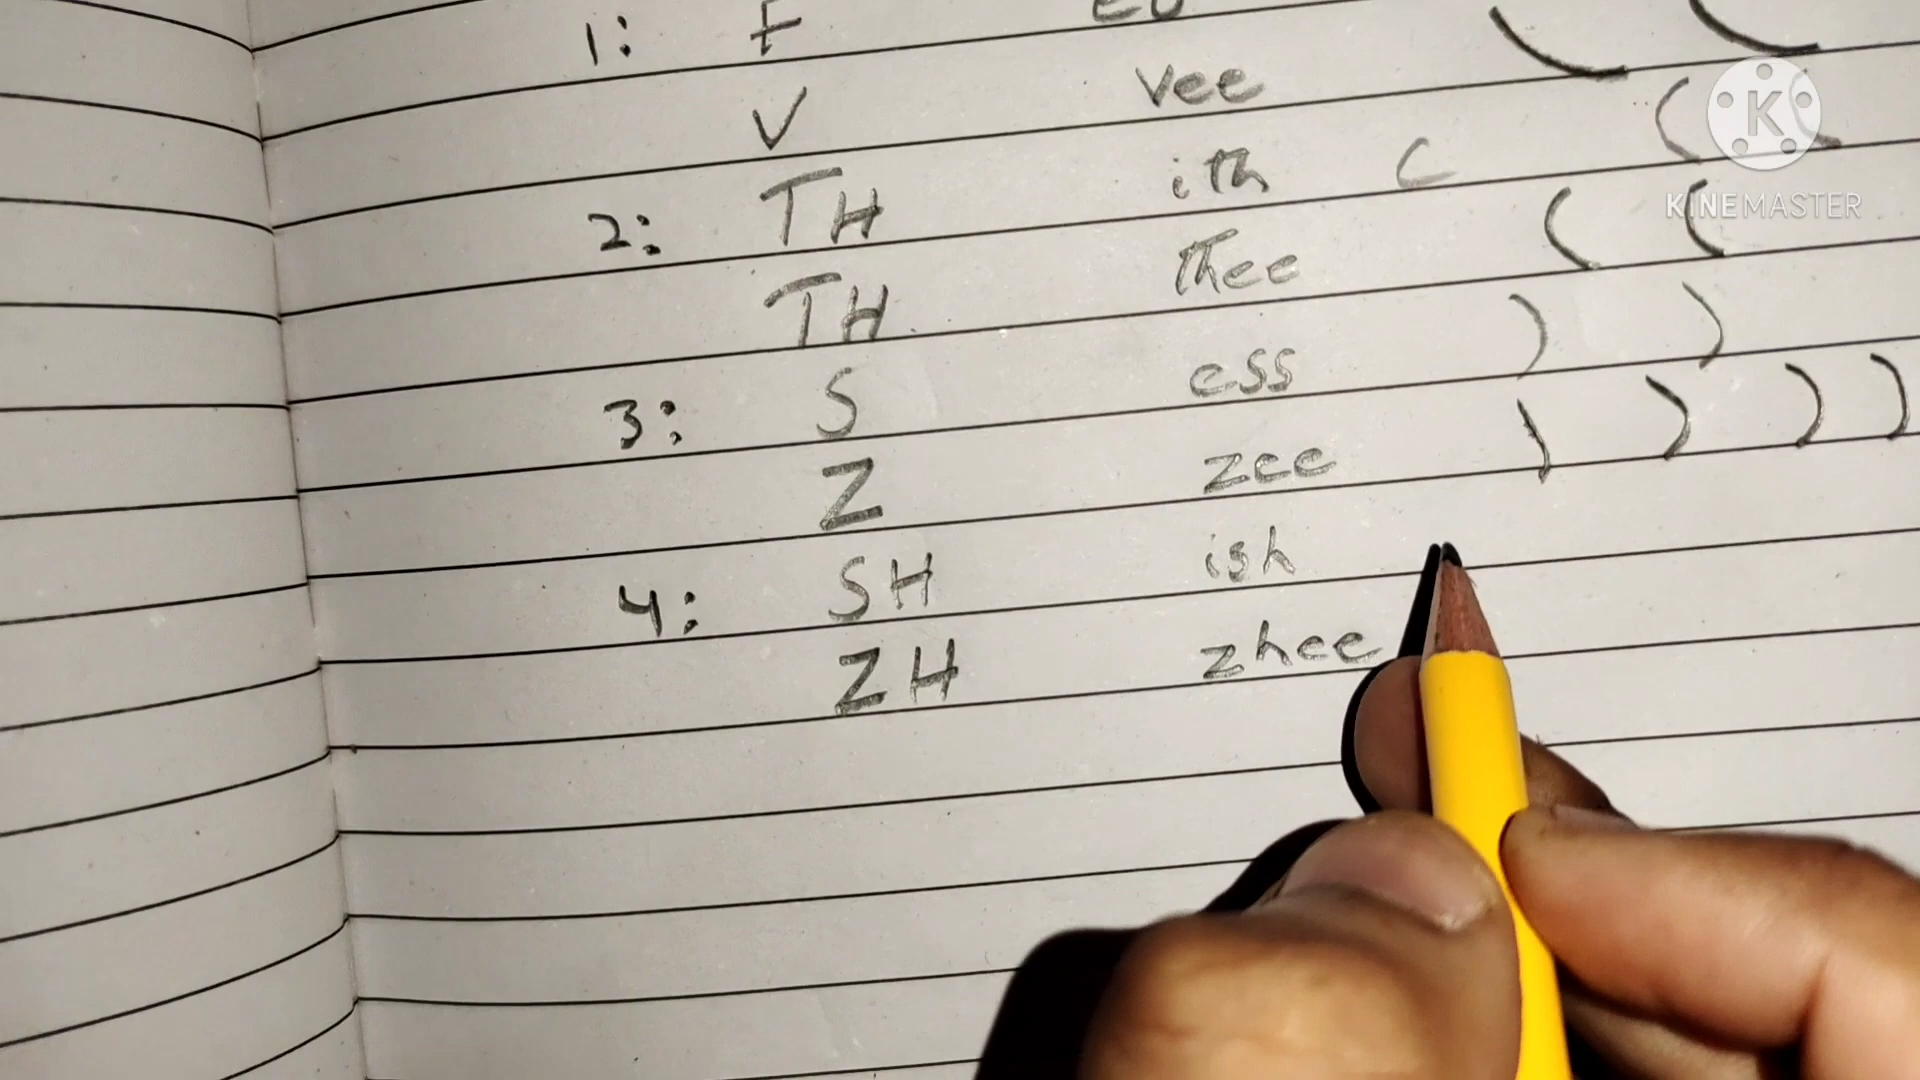 1: F
V vee
2: TH ith
TH thee
3: S ess
Z zee
4: SH ish
ZH zhee
K
KINEMASTER